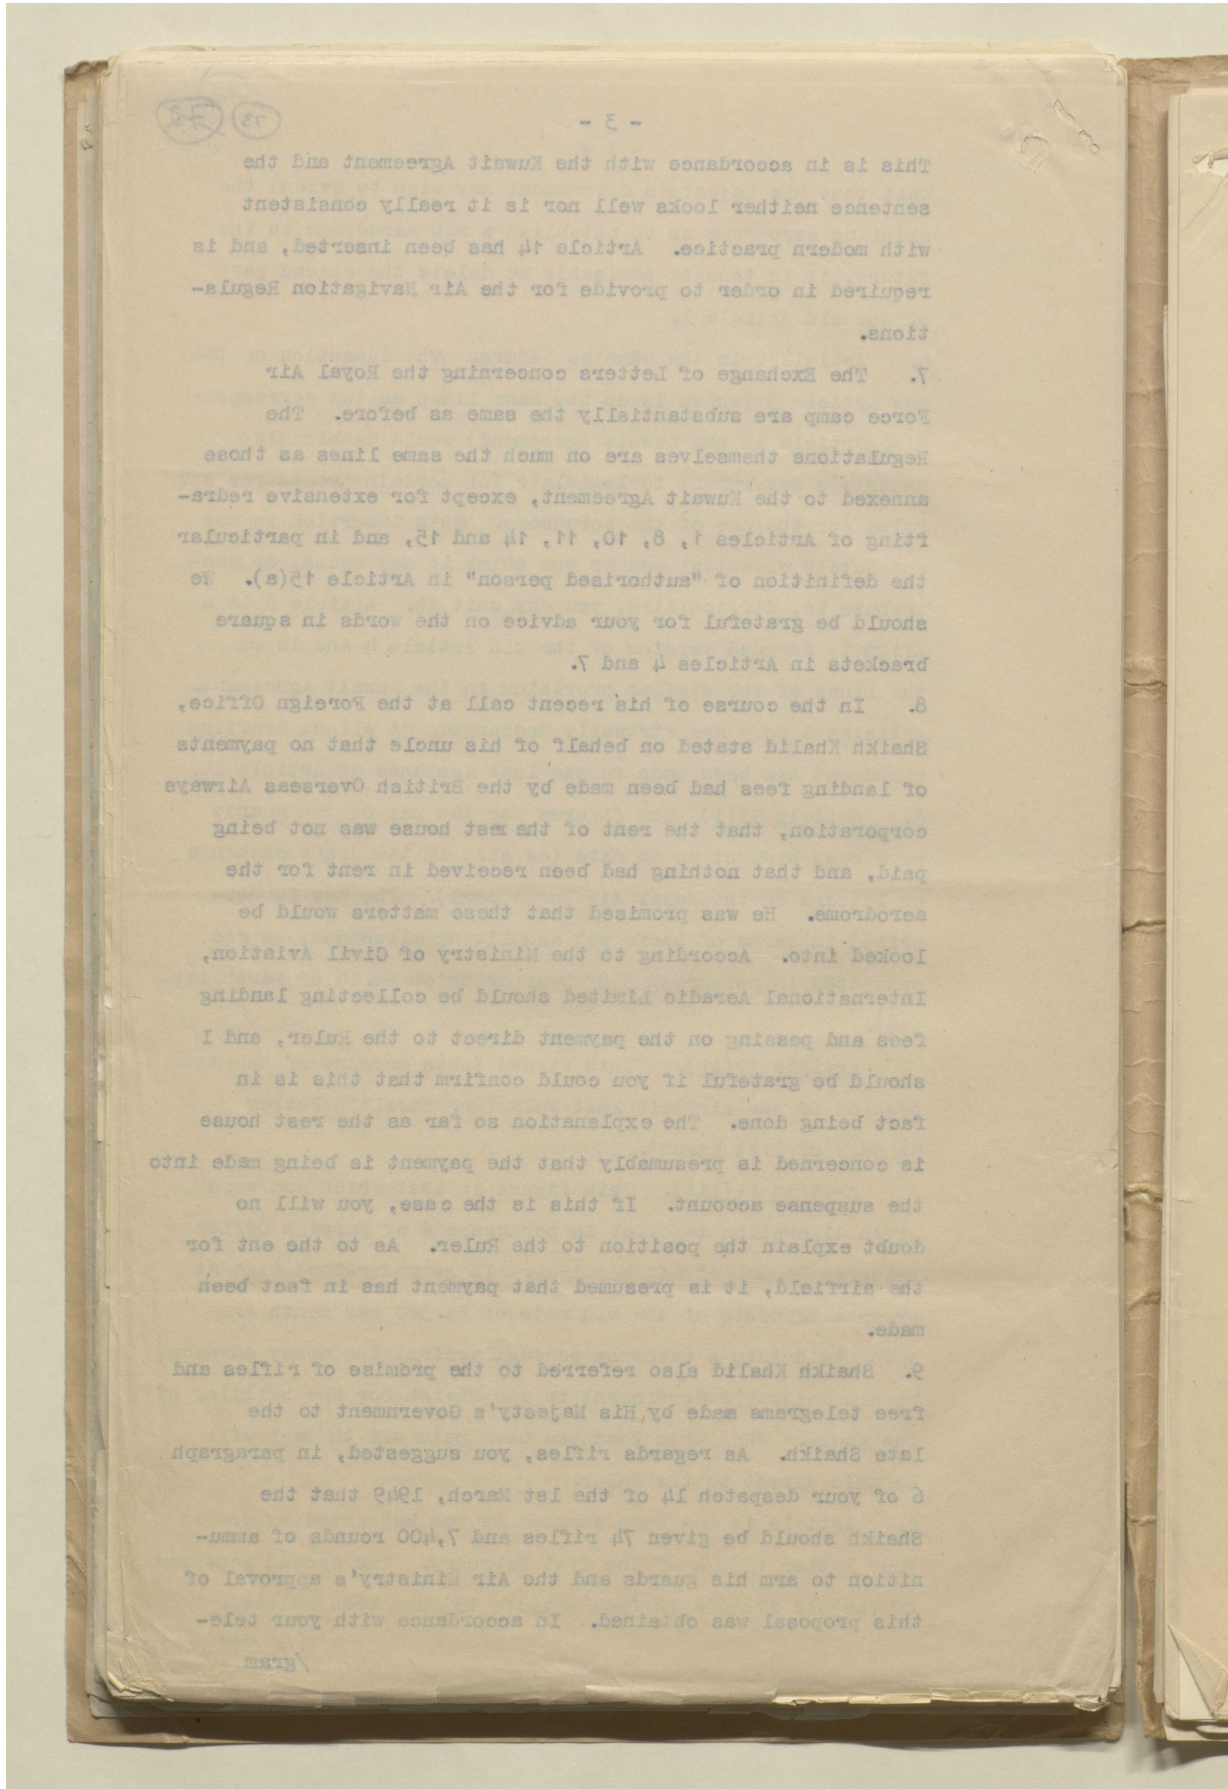 - 3 -
73
This is in accordance with the Kuwait Agreement and the
sentence neither looks well nor is it really consistent
with modern practice. Article 14 has been inserted, and is
required in order to provide for the Air Navigation Regula-
tions.
7. The Exchange of Letters concerning the Royal Air
Force camp are substantially the same as before. The
Regulations themselves are on much the same lines as those
annexed to the Kuwait Agreement, except for extensive redra-
fting of Articles 1, 8, 10, 11, 14 and 15, and in particular
the definition of "authorised person" in Article 15(a). We
should be grateful for your advice on the words in square
brackets in Articles 4 and 7.
8. In the course of his recent call at the Foreign Office,
Shaikh Khalid stated on behalf of his uncle that no payments
of landing fees had been made by the British Overseas Airways
corporation, that the rent of the rest house was not being
paid, and that nothing had been received in rent for the
aerodrome. He was promised that these matters would be
looked into. According to the Ministry of Civil Aviation,
International Aeradio Limited should be collecting landing
fees and passing on the payment direct to the Ruler, and I
should be grateful if you could confirm that this is in
fact being done. The explanation so far as the rest house
is concerned is presumably that the payment is being made into
the suspense account. If this is the case, you will no
doubt explain the position to the Ruler. As to the ent for
the airfield, it is presumed that payment has in fact been
made.
9. Shaikh Khalid also referred to the promise of rifles and
free telegrams made by His Majesty's Government to the
late Shaikh. As regards rifles, you suggested, in paragraph
6 of your despatch 14 of the 1st March, 1949 that the
Shaikh should be given 74 rifles and 7,400 rounds of ammu-
nition to arm his guards and the Air Ministry's approval of
this proposal was obtained. In accordance with your tele-
/gram